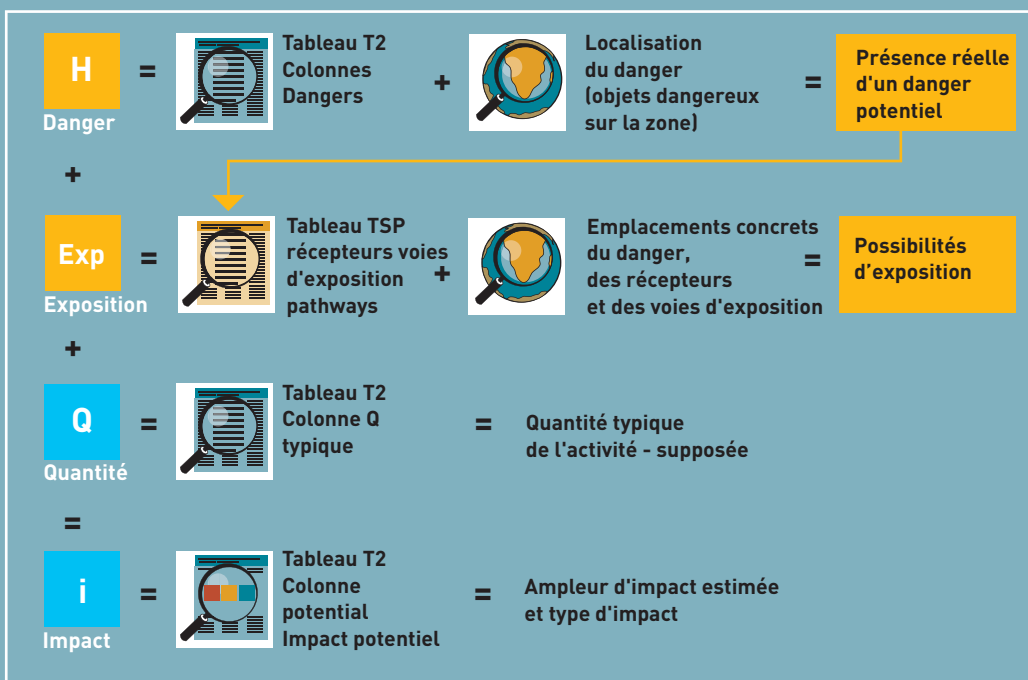 H
Danger
=
Tableau T2
Colonnes
Dangers
+
Localisation
du danger
(objets dangereux
sur la zone)
=
Présence réelle
d'un danger
potentiel
+
Exp
Exposition
=
Tableau TSP
récepteurs voies
d'exposition
pathways
+
Emplacements concrets
du danger,
des récepteurs
et des voies d'exposition
=
Possibilités
d'exposition
+
Q
Quantité
=
Tableau T2
Colonne Q
typique
=
Quantité typique
de l'activité - supposée
=
i
Impact
=
Tableau T2
Colonne
potential
Impact potentiel
=
Ampleur d'impact estimée
et type d'impact